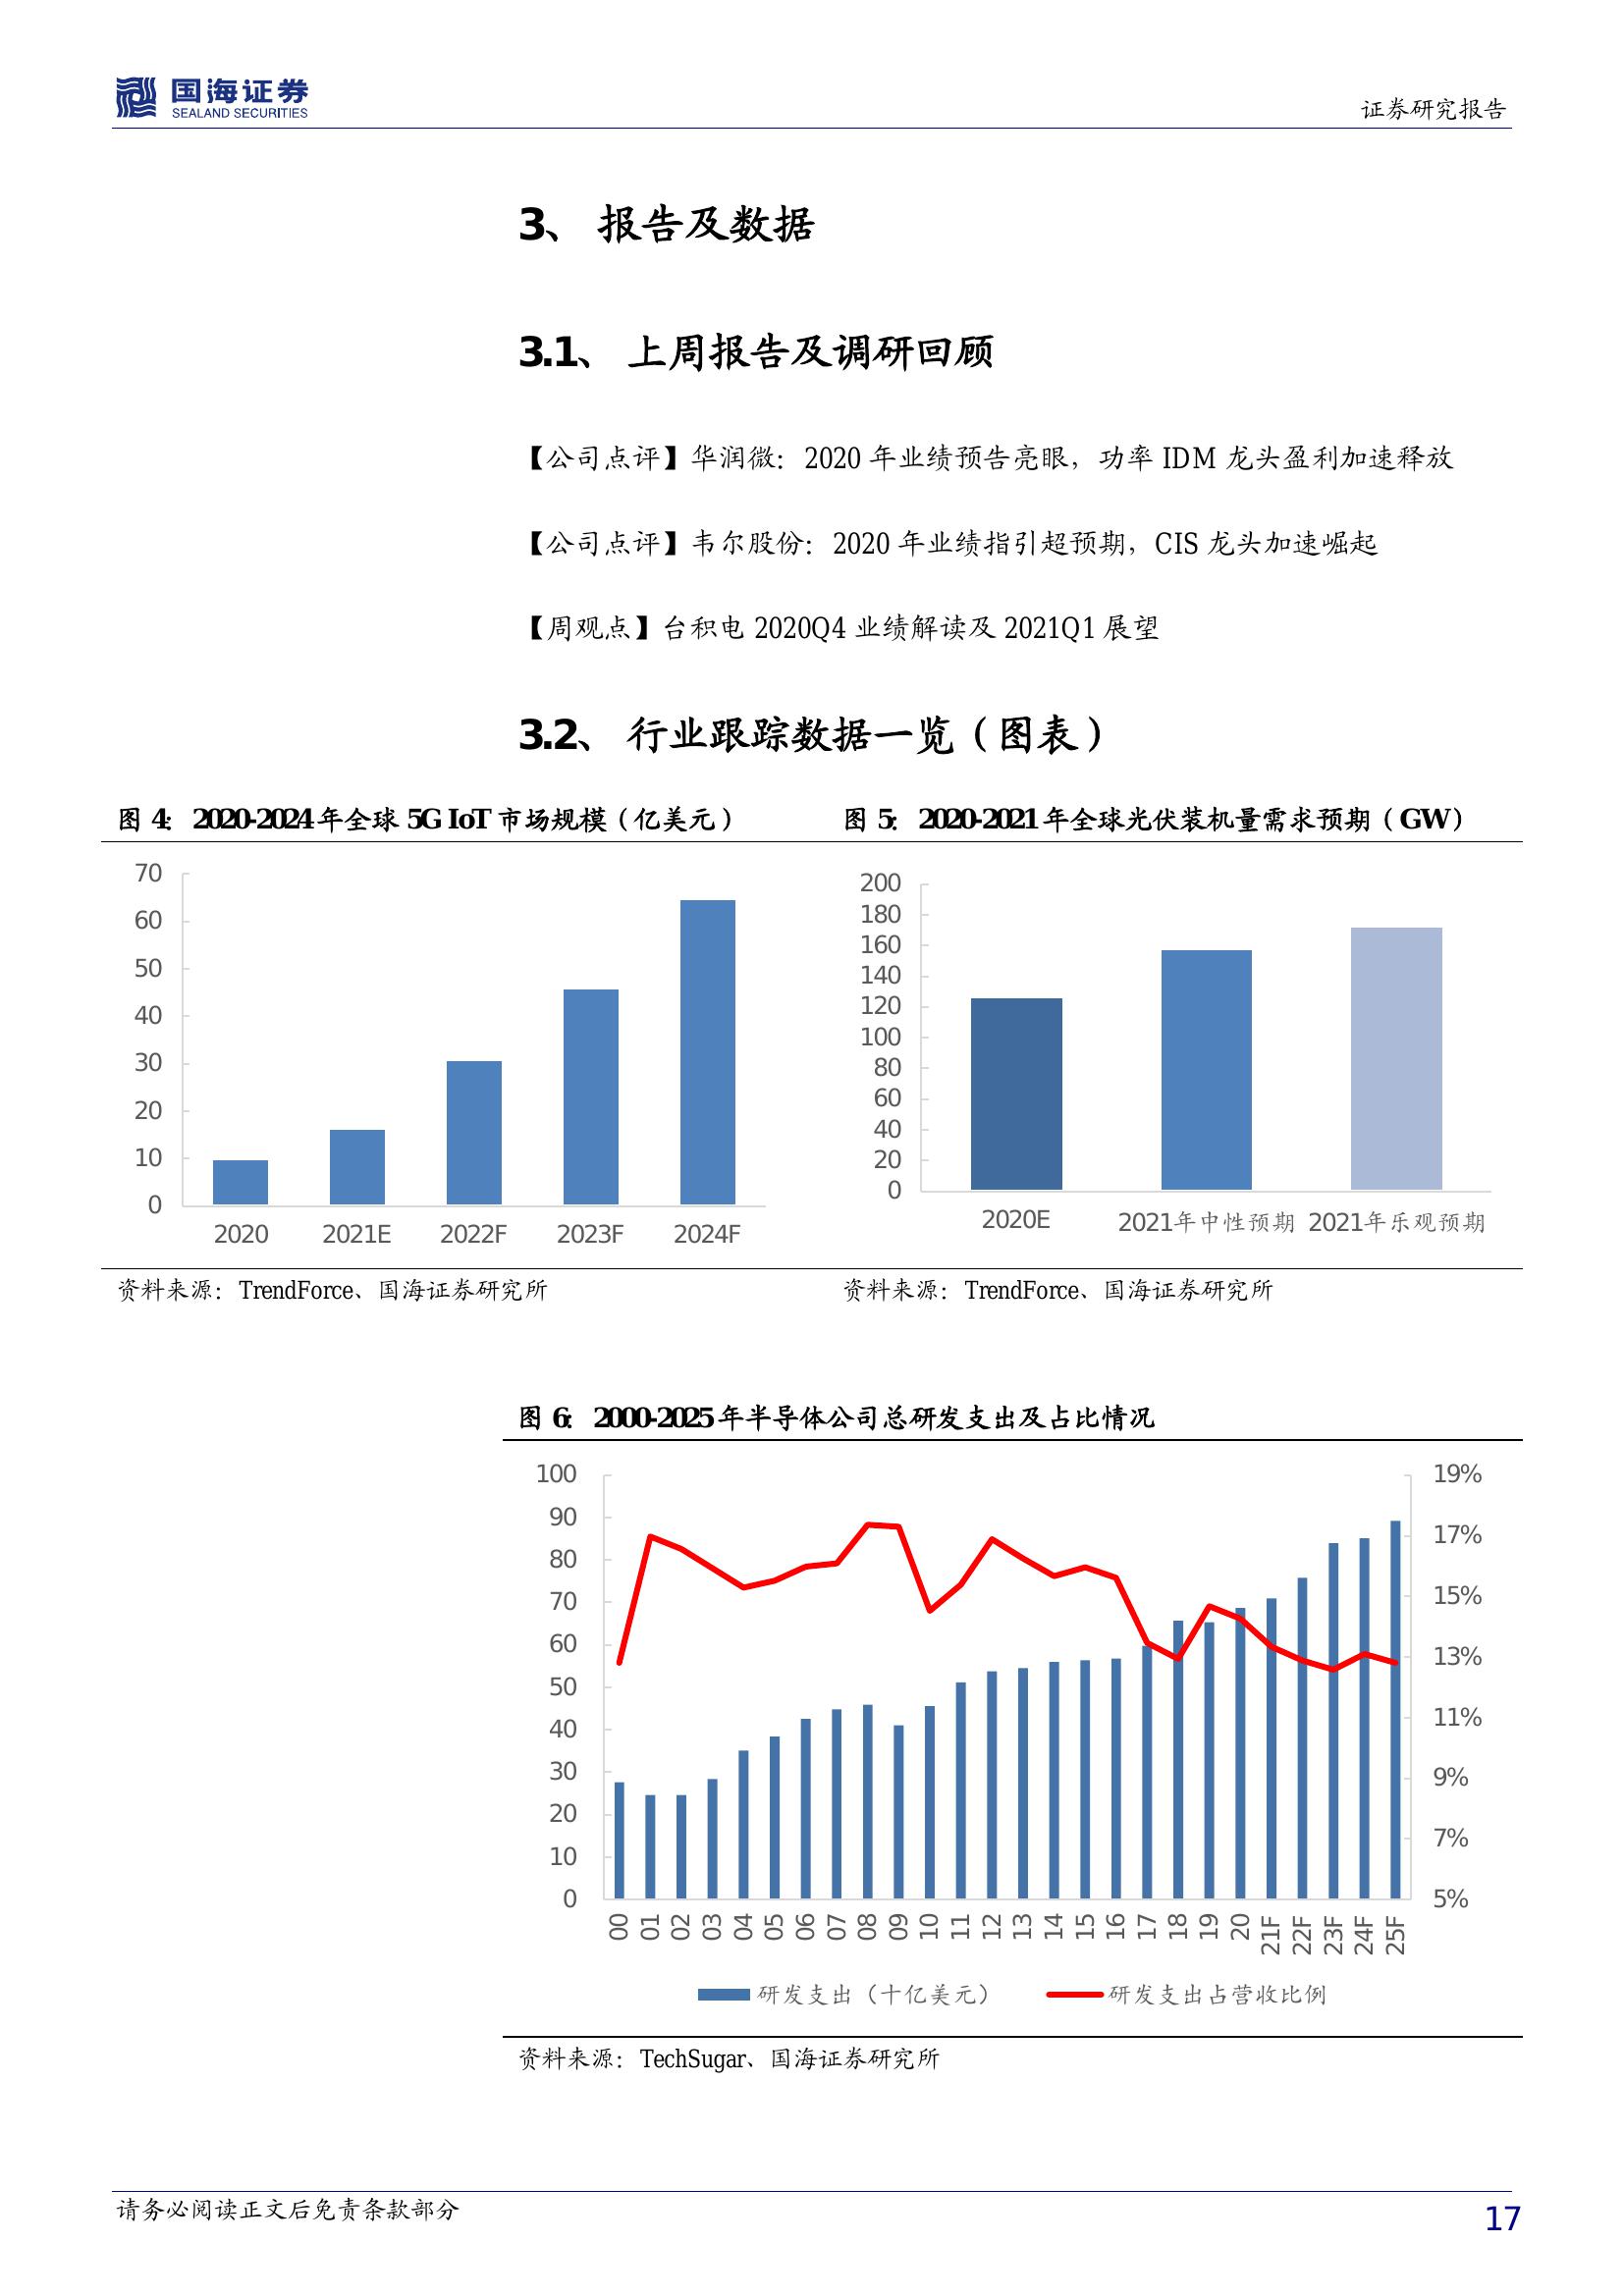 国海证券
SEALAND SECURITIES
证券研究报告
3、 报告及数据
3.1、 上周报告及调研回顾
【公司点评】华润微：2020 年业绩预告亮眼，功率 IDM 龙头盈利加速释放
【公司点评】韦尔股份：2020 年业绩指引超预期，CIS 龙头加速崛起
【周观点】台积电 2020Q4 业绩解读及 2021Q1 展望
3.2、 行业跟踪数据一览（图表）
图 4： 2020-2024 年全球 5G IoT 市场规模（亿美元）
70
60
50
40
30
20
10
0
2020 2021E 2022F 2023F 2024F
资料来源：TrendForce、国海证券研究所
图 5： 2020-2021 年全球光伏装机量需求预期（GW）
200
180
160
140
120
100
80
60
40
20
0
2020E 2021年中性预期 2021年乐观预期
资料来源：TrendForce、国海证券研究所
图 6： 2000-2025 年半导体公司总研发支出及占比情况
100
90
80
70
60
50
40
30
20
10
0
19%
17%
15%
13%
11%
9%
7%
5%
00 01 02 03 04 05 06 07 08 09 10 11 12 13 14 15 16 17 18 19 20 21F 22F 23F 24F 25F
研发支出（十亿美元） 研发支出占营收比例
资料来源：TechSugar、国海证券研究所
请务必阅读正文后免责条款部分
17